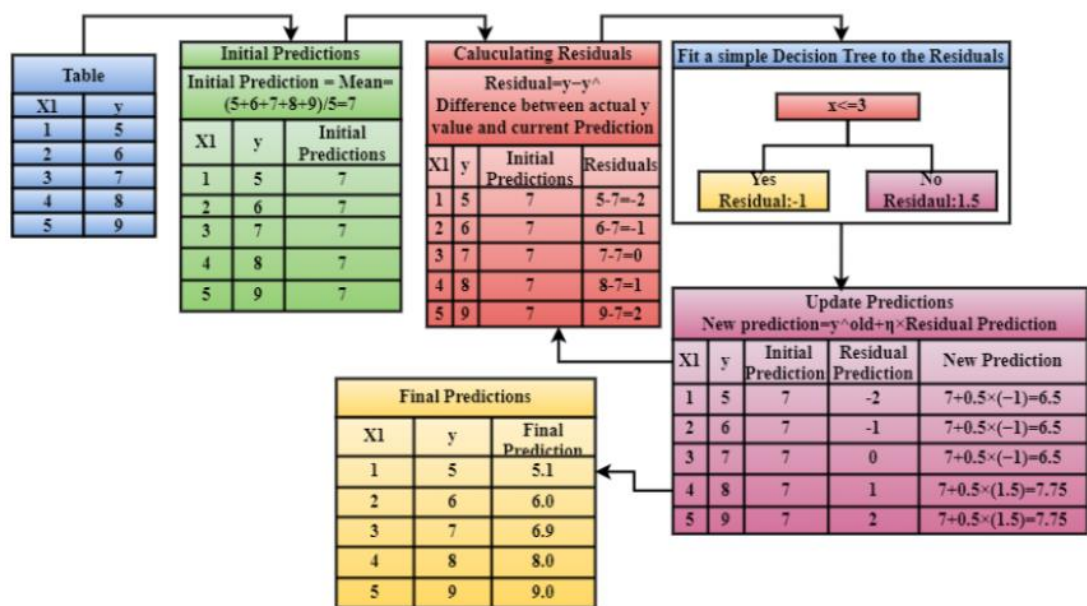 Table
X1 y
1 5
2 6
3 7
4 8
5 9
Initial Predictions
Initial Prediction = Mean=
(5+6+7+8+9)/5=7
X1 y Initial Predictions
1 5 7
2 6 7
3 7 7
4 8 7
5 9 7
Caluculating Residuals
Residual=y−y^
Difference between actual y
value and current Prediction
X1 y Initial Predictions Residuals
1 5 7 5-7=-2
2 6 7 6-7=-1
3 7 7 7-7=0
4 8 7 8-7=1
5 9 7 9-7=2
Fit a simple Decision Tree to the Residuals
x<=3
Yes
Residual:-1
No
Residaul:1.5
Update Predictions
New prediction=y^old+η×Residual Prediction
X1 y Initial Prediction Residual Prediction New Prediction
1 5 7 -2 7+0.5×(−1)=6.5
2 6 7 -1 7+0.5×(−1)=6.5
3 7 7 0 7+0.5×(−1)=6.5
4 8 7 1 7+0.5×(1.5)=7.75
5 9 7 2 7+0.5×(1.5)=7.75
Final Predictions
X1 y Final Prediction
1 5 5.1
2 6 6.0
3 7 6.9
4 8 8.0
5 9 9.0